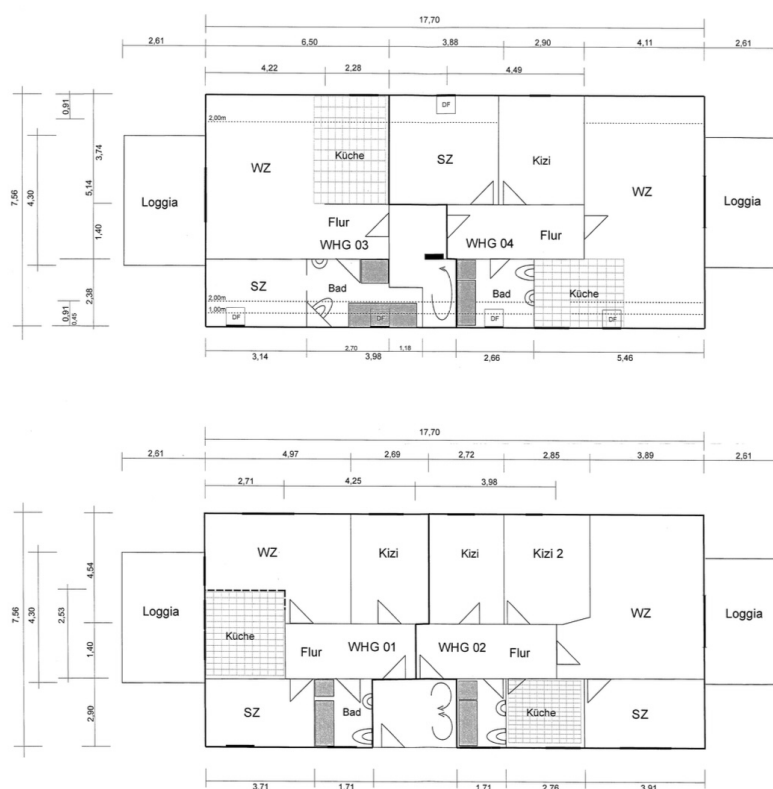 17,70
2,61 6,50 3,88 2,90 4,11 2,61
4,22 2,28 4,49
0,91
DF
2,00m
3,74
Küche
SZ
Kizi
WZ
WZ
7,56
4,30
5,14
Loggia
Loggia
Flur
1,40
WHG 03
WHG 04
Flur
SZ
Bad
Bad
Küche
2,38
2,00m
0,91
0,45
1,00m
DF
DF
DF
DF
2,70 1,18
3,14 3,98 2,66 5,46
17,70
2,61 4,97 2,69 2,72 2,85 3,89 2,61
2,71 4,25 3,98
WZ
Kizi
Kizi
Kizi 2
4,54
WZ
7,56
4,30
2,53
Loggia
Loggia
Küche
1,40
Flur
WHG 01
WHG 02
Flur
2,90
SZ
Bad
Küche
SZ
3,71 1,71 1,71 2,76 3,91